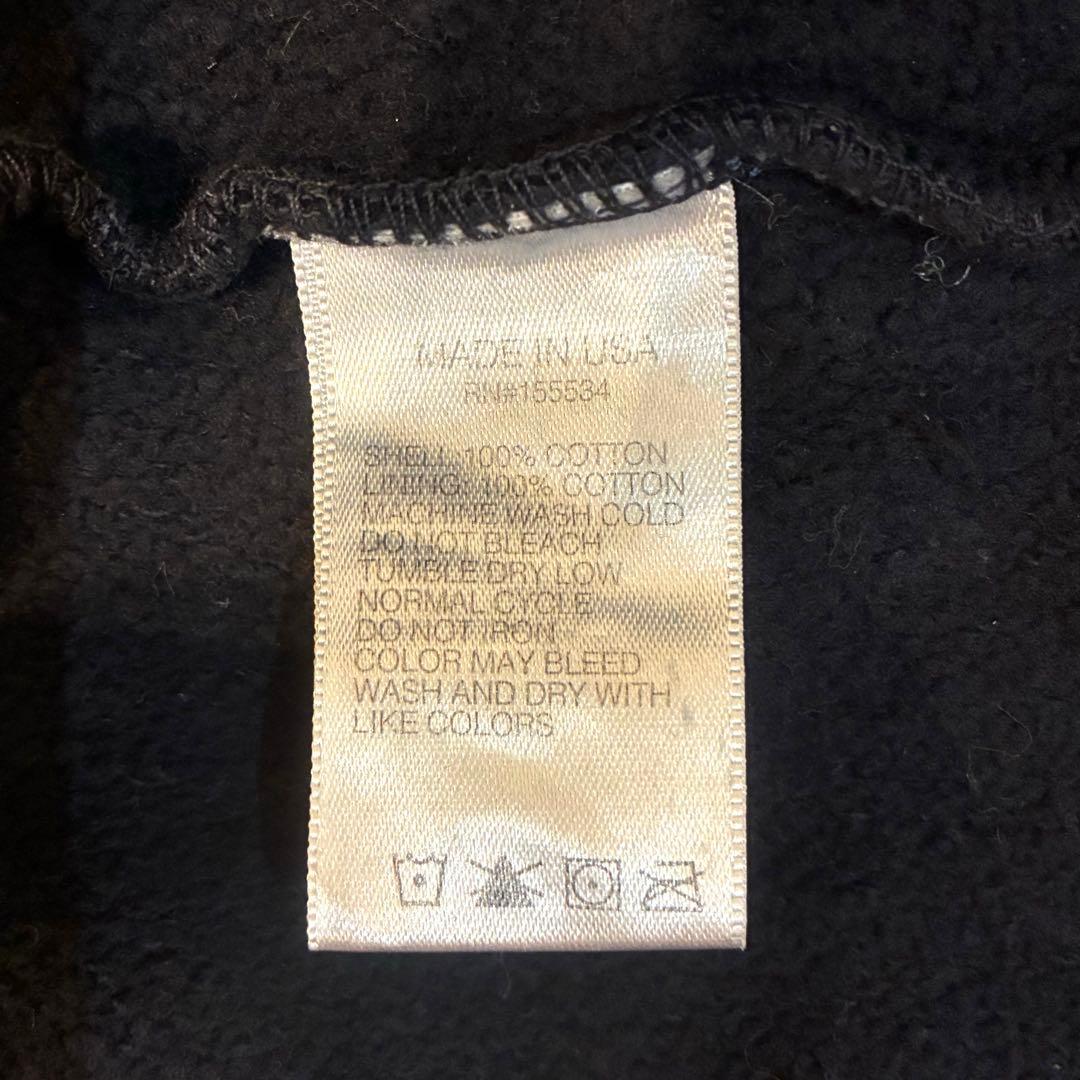 MADE IN USA
RN#155534
SHELL: 100% COTTON
LINING: 100% COTTON
MACHINE WASH COLD
DO NOT BLEACH
TUMBLE DRY LOW
NORMAL CYCLE
DO NOT IRON
COLOR MAY BLEED
WASH AND DRY WITH
LIKE COLORS